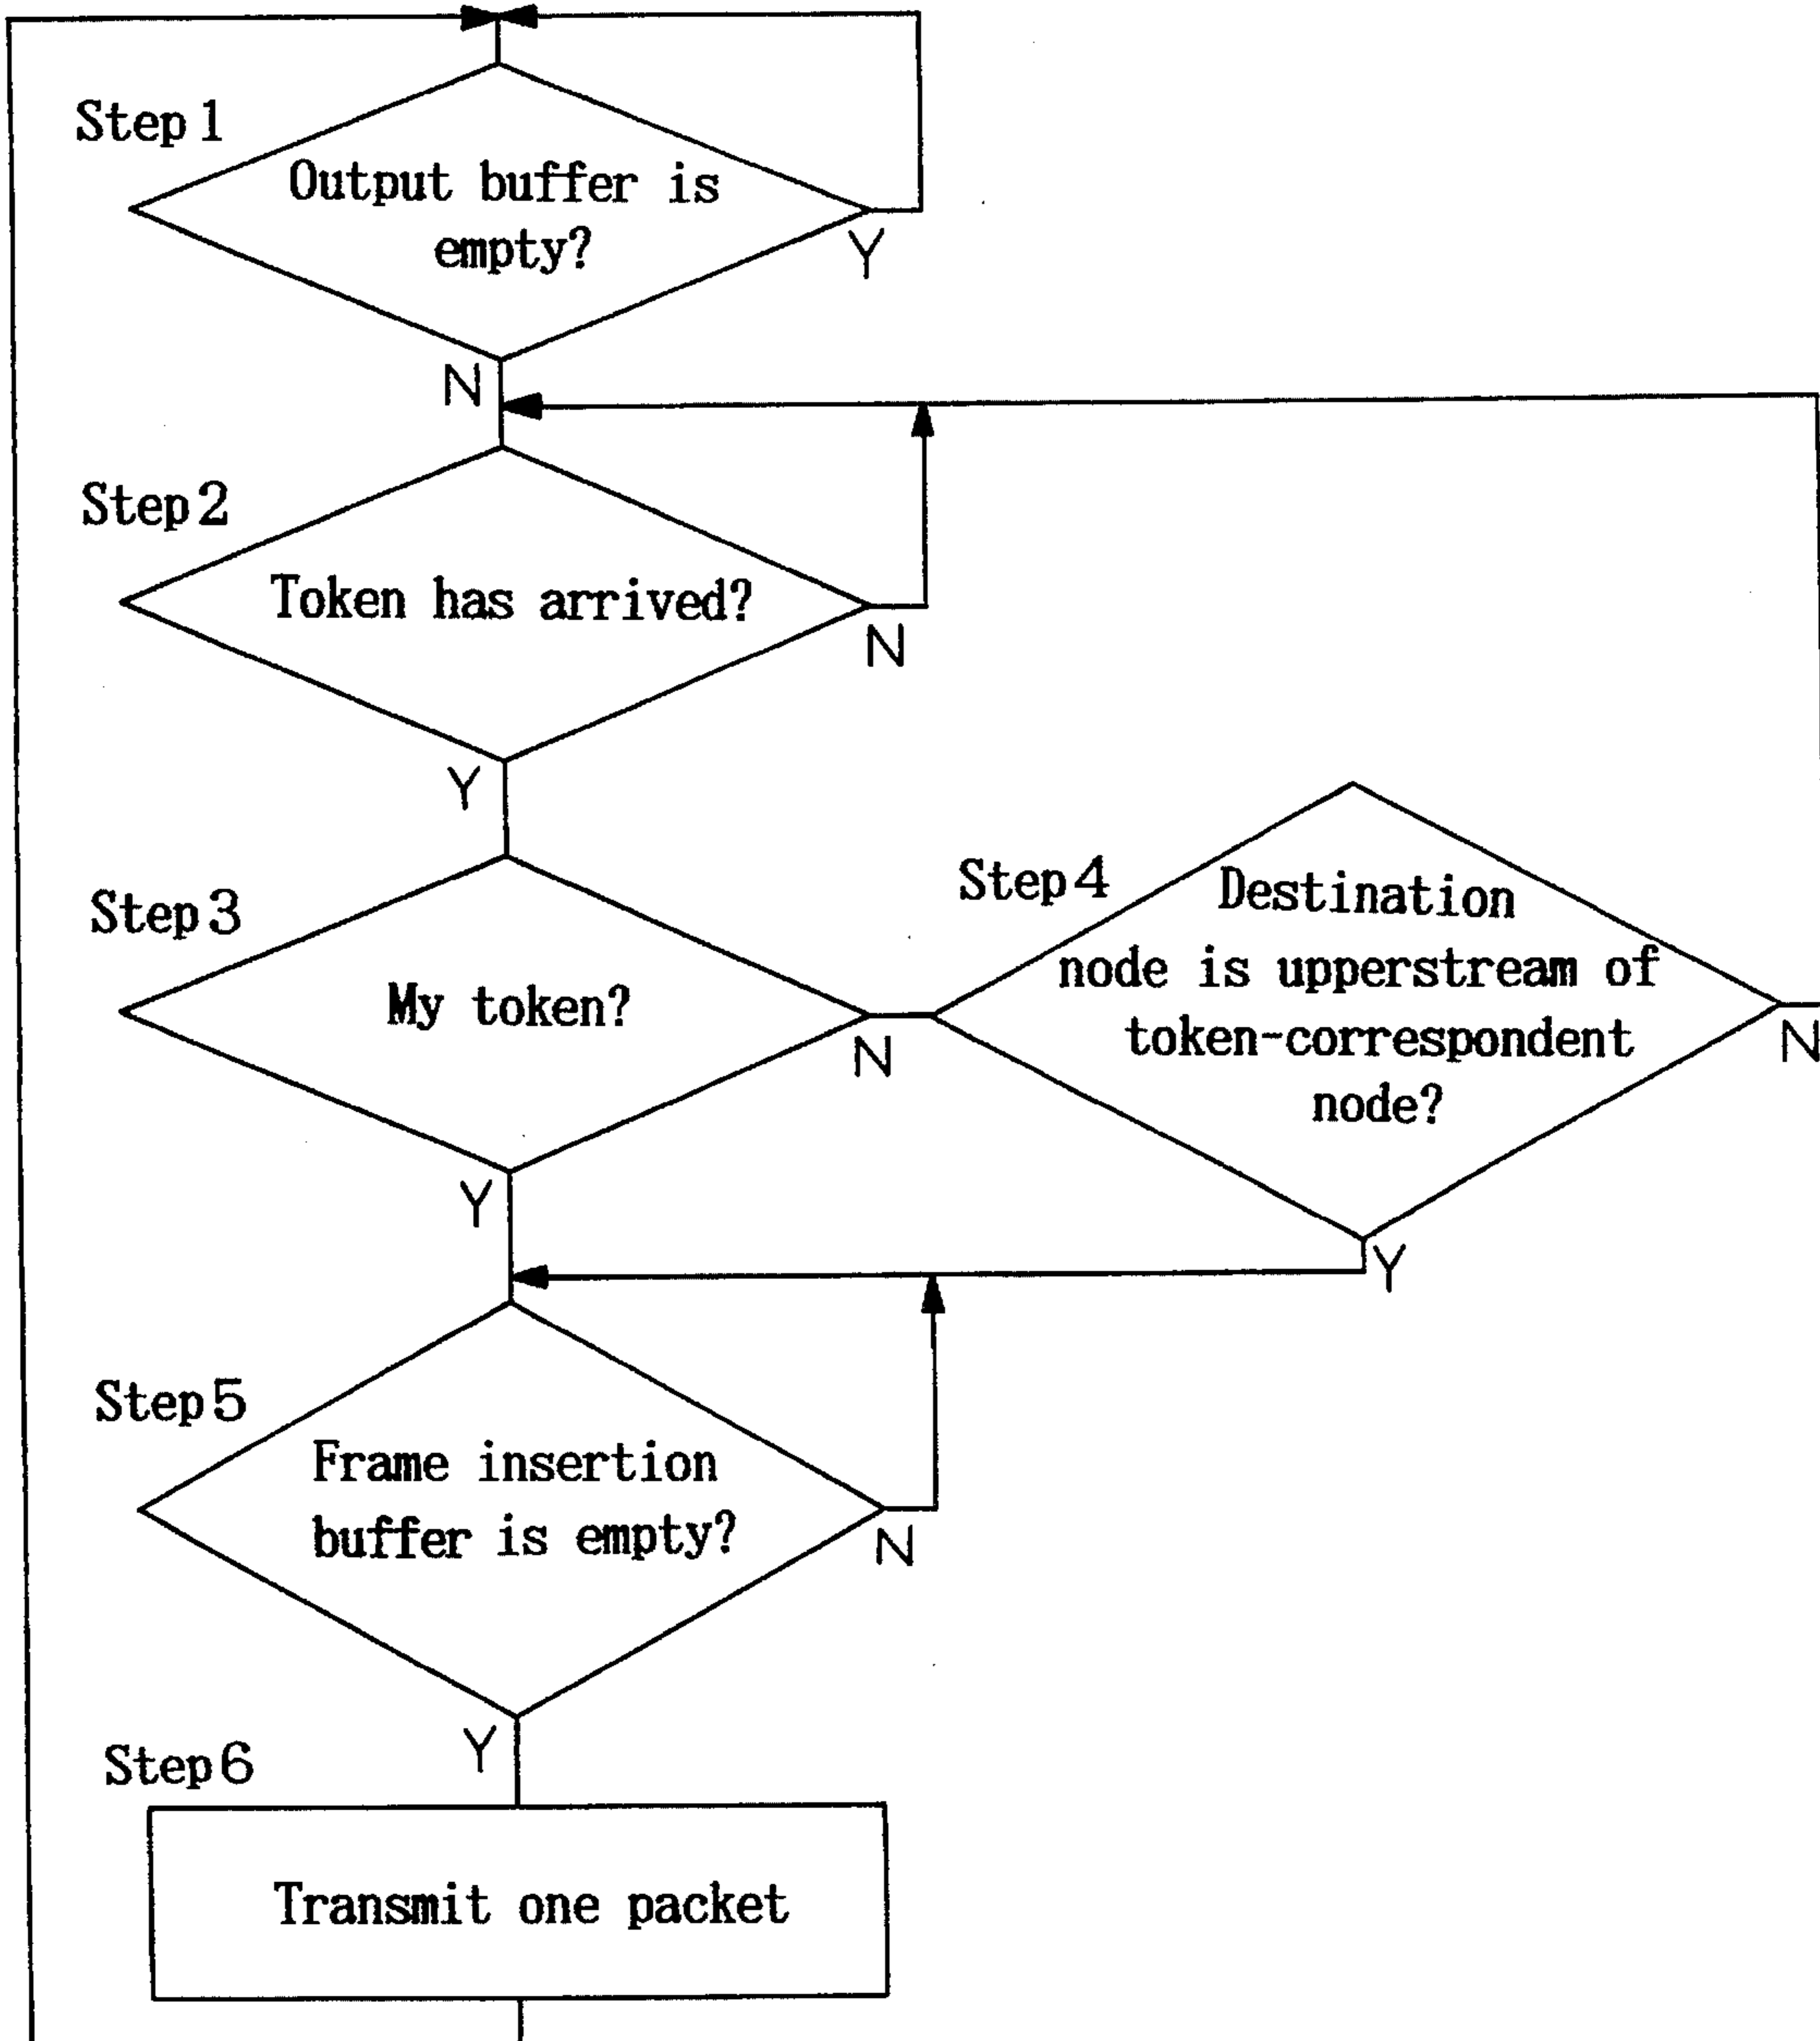 Step 1
Output buffer is
empty?
Y
N
Step 2
Token has arrived?
N
Y
Step 3
My token?
N
Y
Step 4
Destination
node is upperstream of
token-correspondent
node?
N
Y
Step 5
Frame insertion
buffer is empty?
N
Y
Step 6
Transmit one packet